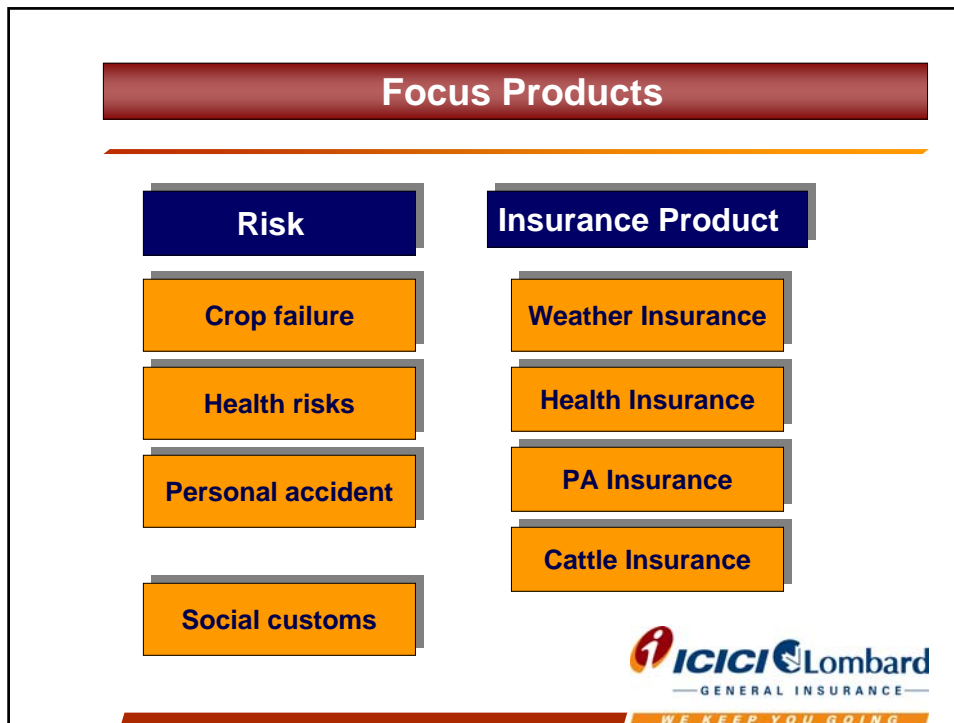 Focus Products
Risk
Insurance Product
Crop failure
Weather Insurance
Health risks
Health Insurance
Personal accident
PA Insurance
Cattle Insurance
Social customs
ICICI Lombard
GENERAL INSURANCE
WE KEEP YOU GOING